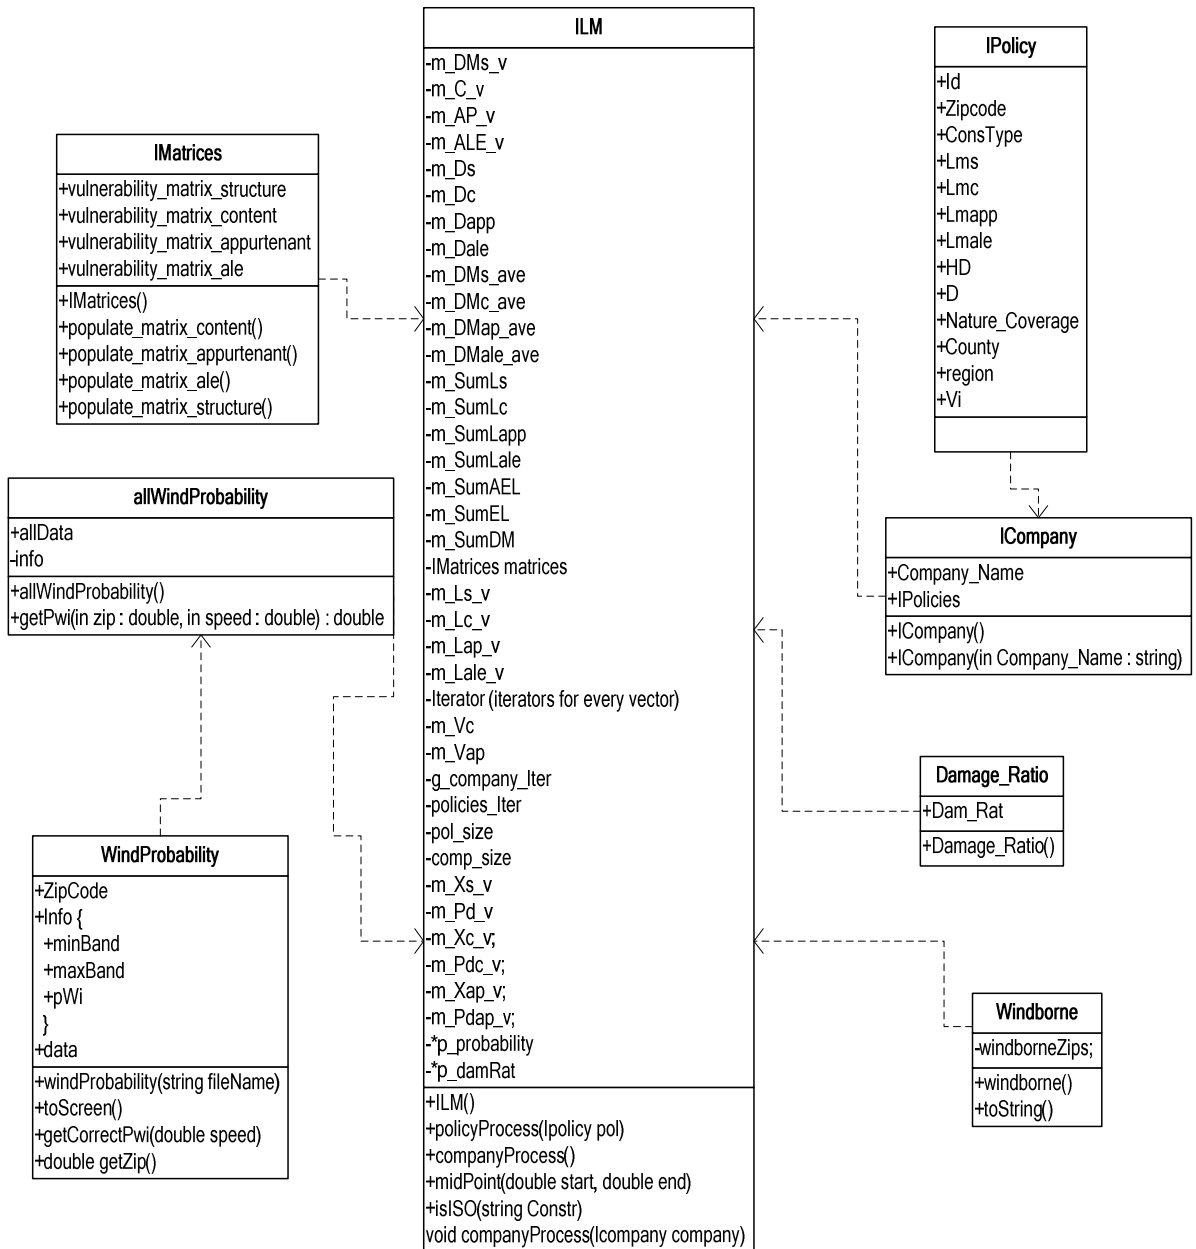 ILM
-m_DMs_v
-m_C_v
-m_AP_v
-m_ALE_v
-m_Ds
-m_Dc
-m_Dapp
-m_Dale
-m_DMs_ave
-m_DMc_ave
-m_DMap_ave
-m_DMale_ave
-m_SumLs
-m_SumLc
-m_SumLapp
-m_SumLale
-m_SumAEL
-m_SumEL
-m_SumDM
-IMatrices matrices
-m_Ls_v
-m_Lc_v
-m_Lap_v
-m_Lale_v
-Iterator (iterators for every vector)
-m_Vc
-m_Vap
-g_company_Iter
-policies_Iter
-pol_size
-comp_size
-m_Xs_v
-m_Pd_v
-m_Xc_v;
-m_Pdc_v;
-m_Xap_v;
-m_Pdap_v;
-*p_probability
-*p_damRat
+ILM()
+policyProcess(Ipolicy pol)
+companyProcess()
+midPoint(double start, double end)
+isISO(string Constr)
void companyProcess(Icompany company)
IMatrices
+vulnerability_matrix_structure
+vulnerability_matrix_content
+vulnerability_matrix_appurtenant
+vulnerability_matrix_ale
+IMatrices()
+populate_matrix_content()
+populate_matrix_appurtenant()
+populate_matrix_ale()
+populate_matrix_structure()
allWindProbability
+allData
-info
+allWindProbability()
+getPwi(in zip : double, in speed : double) : double
WindProbability
+ZipCode
+Info {
+minBand
+maxBand
+pWi
}
+data
+windProbability(string fileName)
+toScreen()
+getCorrectPwi(double speed)
+double getZip()
IPolicy
+Id
+Zipcode
+ConsType
+Lms
+Lmc
+Lmapp
+Lmale
+HD
+D
+Nature_Coverage
+County
+region
+Vi
ICompany
+Company_Name
+IPolicies
+ICompany()
+ICompany(in Company_Name : string)
Damage_Ratio
+Dam_Rat
+Damage_Ratio()
Windborne
-windborneZips;
+windborne()
+toString()